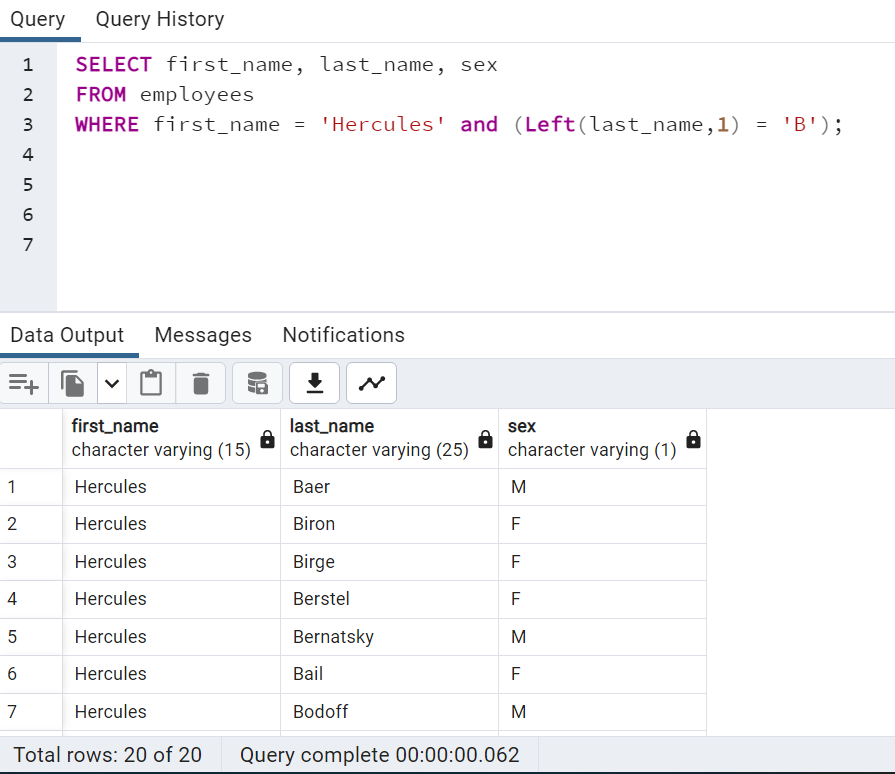 Query Query History
1 SELECT first_name, last_name, sex
2 FROM employees
3 WHERE first_name = 'Hercules' and (Left(last_name,1) = 'B');
4
5
6
7
Data Output Messages Notifications
first_name last_name sex
character varying (15) character varying (25) character varying (1)
1 Hercules Baer M
2 Hercules Biron F
3 Hercules Birge F
4 Hercules Berstel F
5 Hercules Bernatsky M
6 Hercules Bail F
7 Hercules Bodoff M
Total rows: 20 of 20 Query complete 00:00:00.062